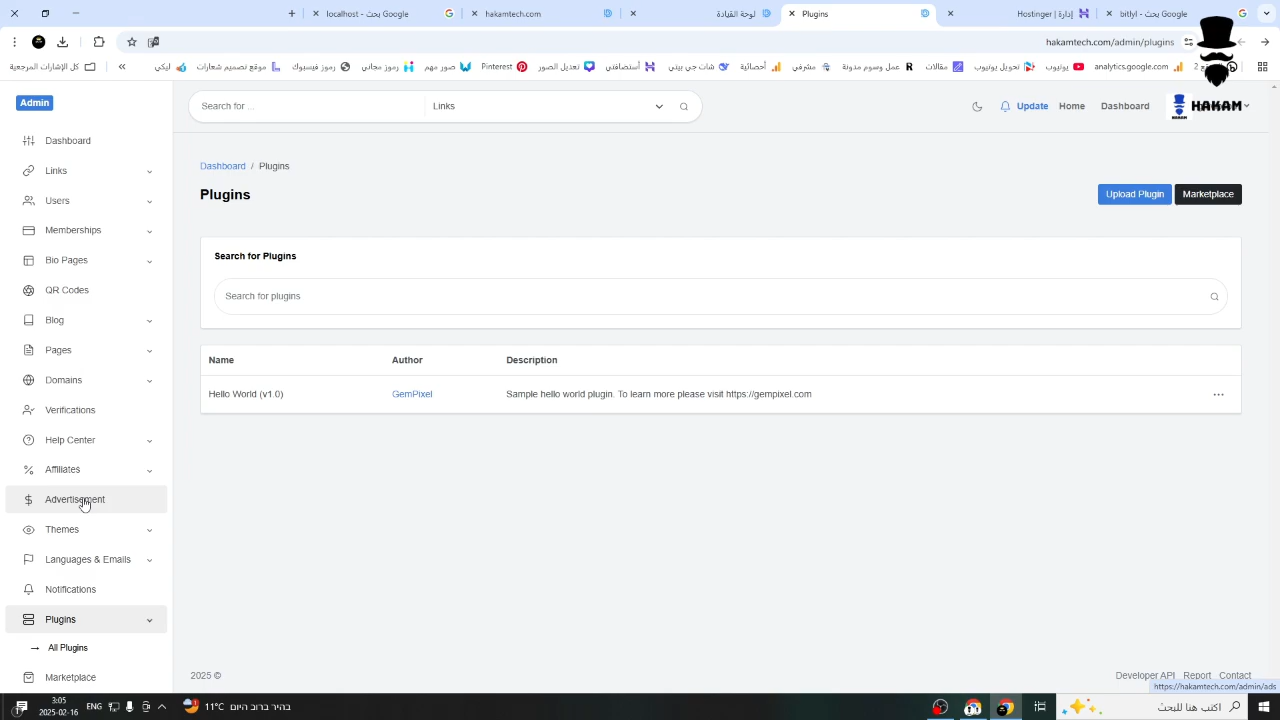 localhost - بحث Google
hakamtech.com
لوحة القيادة
Plugins
Hostinger | إدارة
bitlyl - بحث Google
hakamtech.com/admin/plugins
كل الإشارات المرجعية
ليكي
موقع تصميم شعارات
رموز فيسبوك
رموز مجاني
صور مهم
Pinterest
تعديل الصور
أستضافتي
شات جي بيتي
أحصائية
مشرفي
عمل وسوم مدونة
مقالات
تحويل يوتيوب
يوتيوب
analytics.google.com
Admin
Search for ...
Links
Update
Home
Dashboard
HAKAM
HAKAM
Dashboard
Links
Users
Memberships
Bio Pages
QR Codes
Blog
Pages
Domains
Verifications
Help Center
Affiliates
Advertisement
Themes
Languages & Emails
Notifications
Plugins
All Plugins
Marketplace
Dashboard / Plugins
Plugins
Upload Plugin
Marketplace
Search for Plugins
Search for plugins
Name Author Description
Hello World (v1.0) GemPixel Sample hello world plugin. To learn more please visit https://gempixel.com
2025 ©
Developer API Report Contact
https://hakamtech.com/admin/ads
3:05
2025-02-16
ENG
11°C בהיר ברוב היום
اكتب هنا للبحث